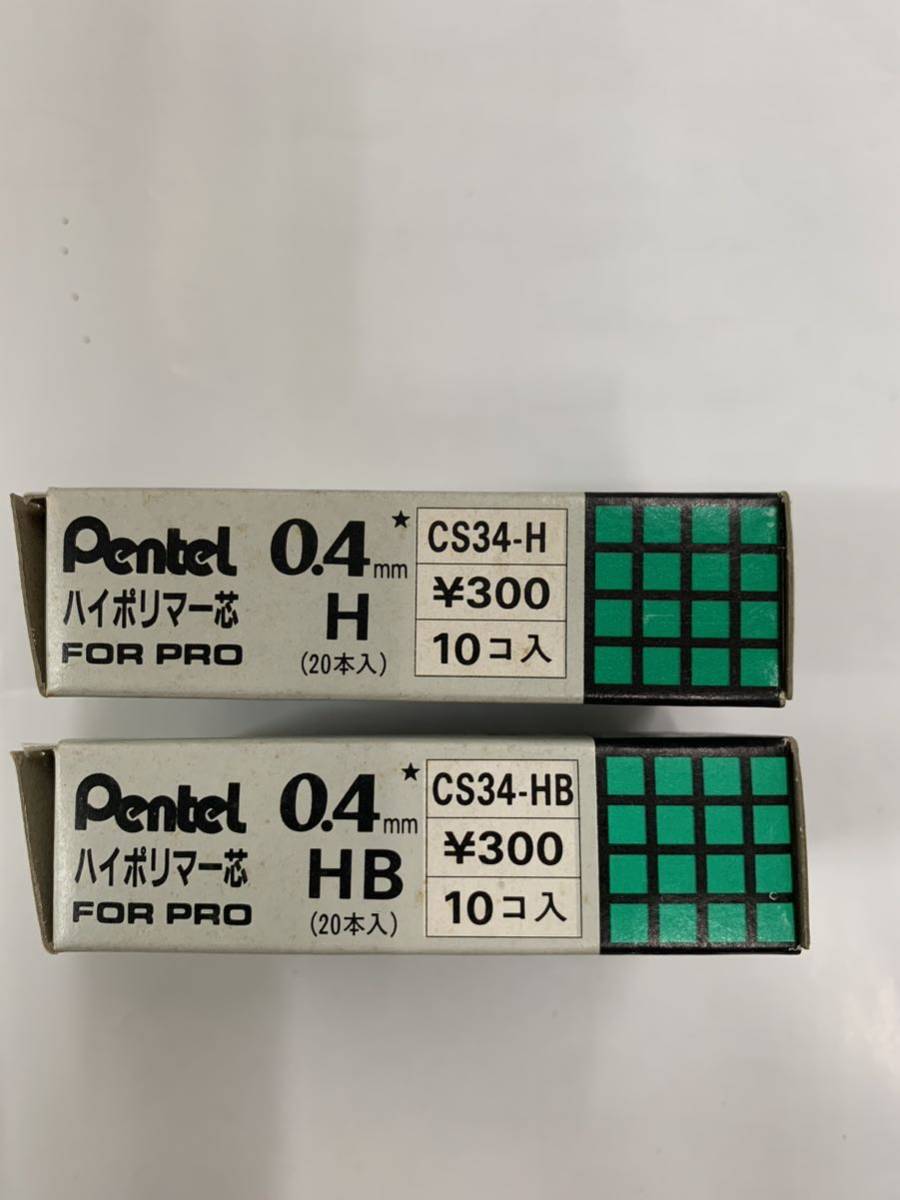 Pentel
ハイポリマー芯
FOR PRO
0.4mm★
H
(20本入)
CS34-H
¥300
10コ入
Pentel
ハイポリマー芯
FOR PRO
0.4mm★
HB
(20本入)
CS34-HB
¥300
10コ入